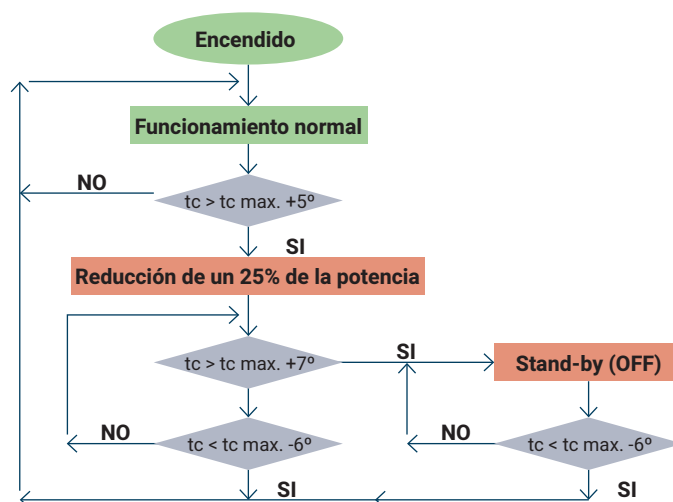 Encendido
Funcionamiento normal
NO
tc > tc max. +5º
SI
Reducción de un 25% de la potencia
tc > tc max. +7º
SI
Stand-by (OFF)
NO
tc < tc max. -6º
NO
tc < tc max. -6º
SI
SI